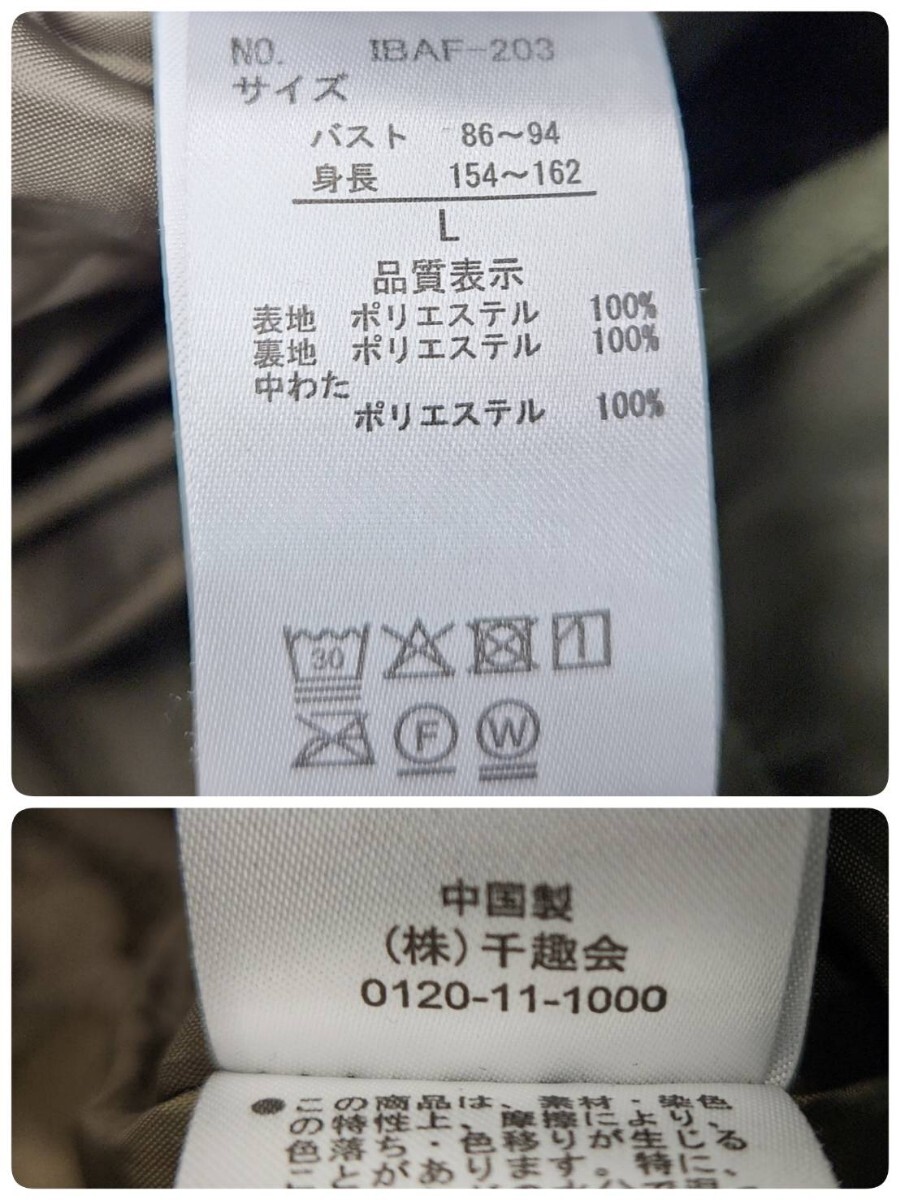 NO. IBAF-203
サイズ
バスト 86〜94
身長 154〜162
L
品質表示
表地 ポリエステル 100%
裏地 ポリエステル 100%
中わた
ポリエステル 100%
30
F W
中国製
(株)千趣会
0120-11-1000
●この商品は、素材・染色
の特性上、摩擦により、
色落ち・色移りが生じる
ことがあります。特に、